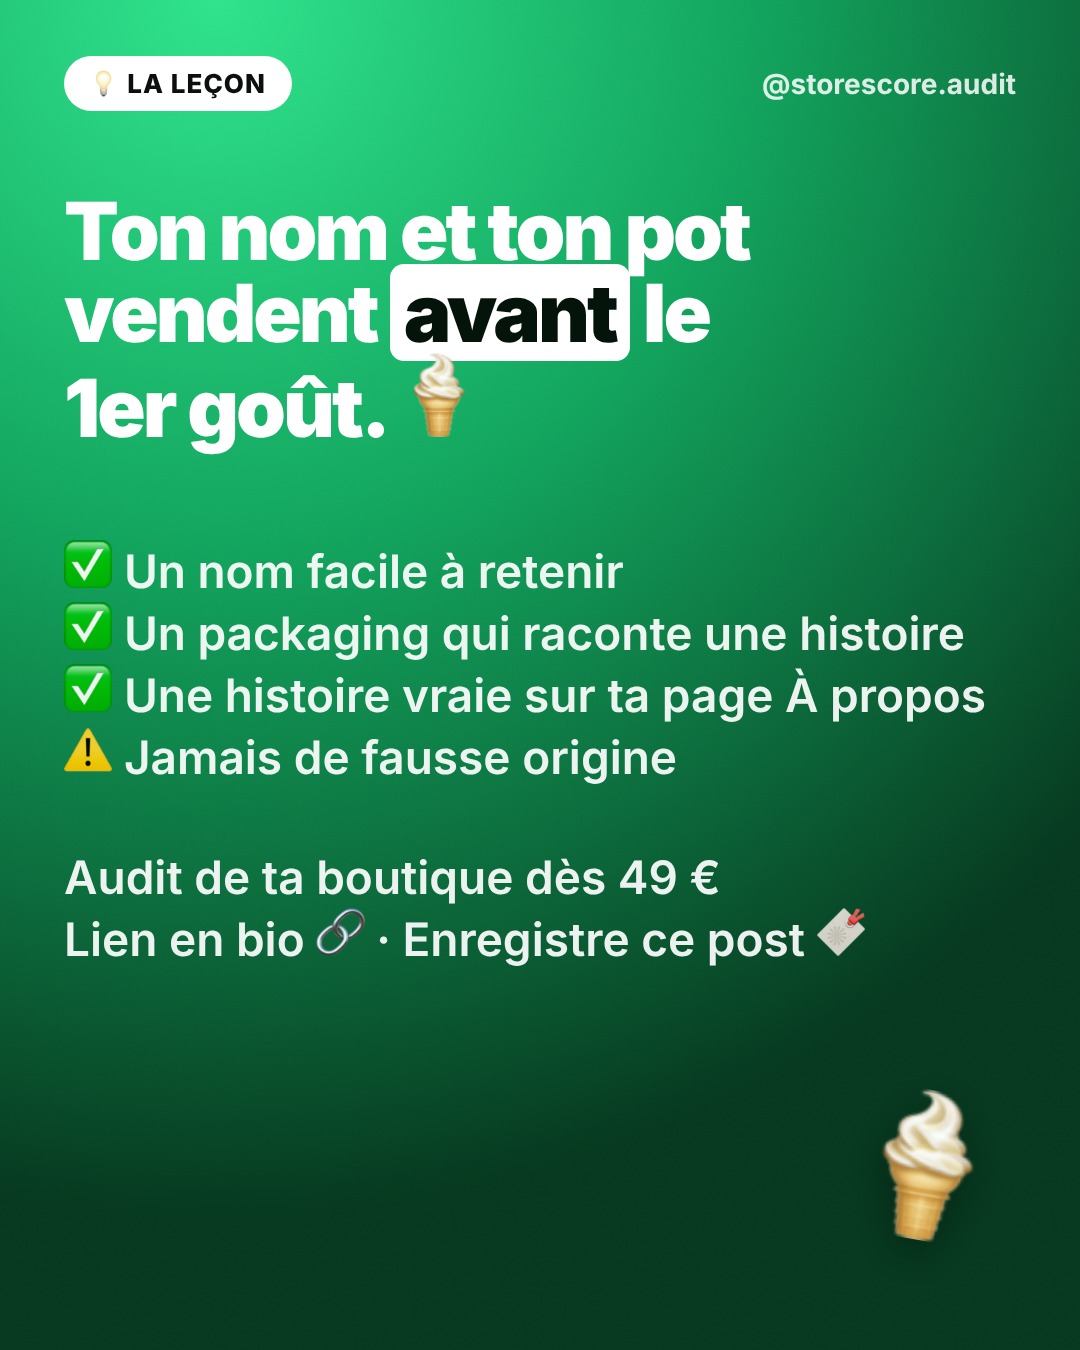 💡 LA LEÇON
@storescore.audit
Ton nom et ton pot
vendent avant le
1er goût. 🍦
✅ Un nom facile à retenir
✅ Un packaging qui raconte une histoire
✅ Une histoire vraie sur ta page À propos
⚠️ Jamais de fausse origine
Audit de ta boutique dès 49 €
Lien en bio 🔗 · Enregistre ce post 🔖